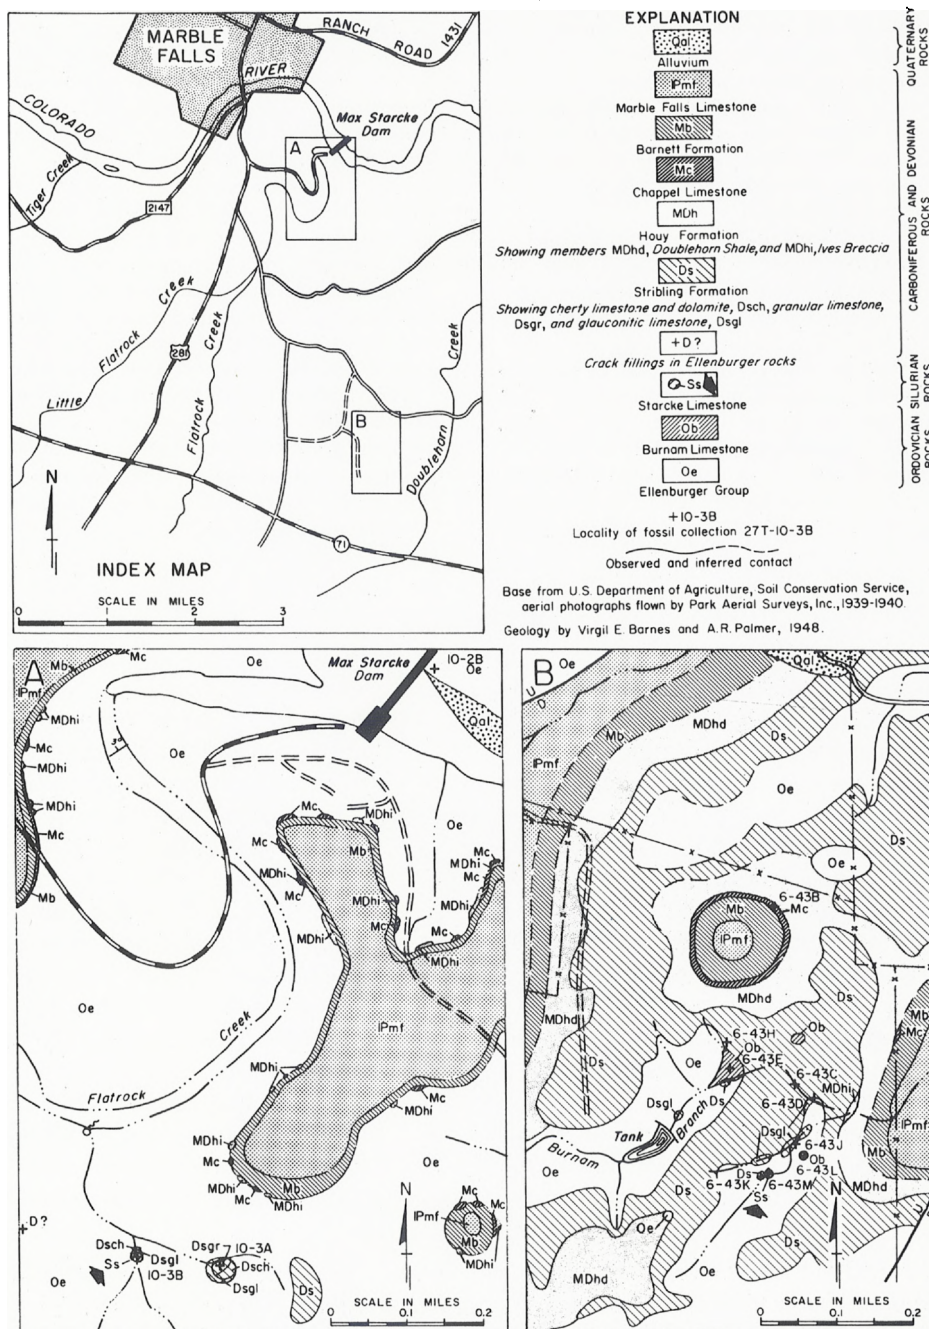 MARBLE
FALLS
RANCH ROAD 1431
RIVER
COLORADO
Max Starcke
Dam
A
Tiger Creek
2147
Little Flatrock Creek
281
Flatrock Creek
Doublehorn Creek
B
N
71
INDEX MAP
SCALE IN MILES
0 1 2 3
EXPLANATION
Qal
Alluvium
IPmf
Marble Falls Limestone
Mb
Barnett Formation
Mc
Chappel Limestone
MDh
Houy Formation
Showing members MDhd, Doublehorn Shale, and MDhi, Ives Breccia
Ds
Stribling Formation
Showing cherty limestone and dolomite, Dsch, granular limestone,
Dsgr, and glauconitic limestone, Dsgl
+D?
Crack fillings in Ellenburger rocks
Ss
Starcke Limestone
Ob
Burnam Limestone
Oe
Ellenburger Group
+10-3B
Locality of fossil collection 27T-10-3B
Observed and inferred contact
QUATERNARY
ROCKS
CARBONIFEROUS AND DEVONIAN
ROCKS
SILURIAN
ROCKS
ORDOVICIAN
ROCKS
Base from U.S. Department of Agriculture, Soil Conservation Service,
aerial photographs flown by Park Aerial Surveys, Inc., 1939-1940.
Geology by Virgil E. Barnes and A.R. Palmer, 1948.
A
Mb
Mc
Oe
Max Starcke
Dam
10-2B
Oe
IPmf
MDhi
Qal
Mc
3°
Oe
MDhi
MDhi
Mc
Mc
MDhi
Mc
Mb
Oe
Mc
MDhi
Mc
MDhi
Mc
Mb
MDhi
MDhi
Mc
Mc
MDhi
Oe
IPmf
Creek
Flatrock
MDhi
Mc
MDhi
MDhi
Mc
MDhi
Mc
Mb
MDhi
Oe
N
Mc
Mc
IPmf
Mb
MDhi
D?
Dsch
Ss
Dsgl
10-3B
Dsgr
10-3A
Dsch
Dsgl
Oe
Ds
SCALE IN MILES
0 0.1 0.2
B
Oe
Qal
U
D
Mb
MDhd
Ds
IPmf
Oe
Ds
Oe
6-43B
Mb
Mc
IPmf
MDhd
Ds
MDhd
Mb
Mc
6-43H
Ob
Ob
Oe
6-43E
Ds
6-43C
Ds
MDhi
6-43D
Dsgl
Branch
Dsgl
IPmf
Tank
6-43J
Burnam
Ob
Mb
Oe
Ds
6-43L
6-43K
6-43M
MDhd
Ss
Ds
N
Oe
Oe
Ds
MDhd
SCALE IN MILES
0 0.1 0.2